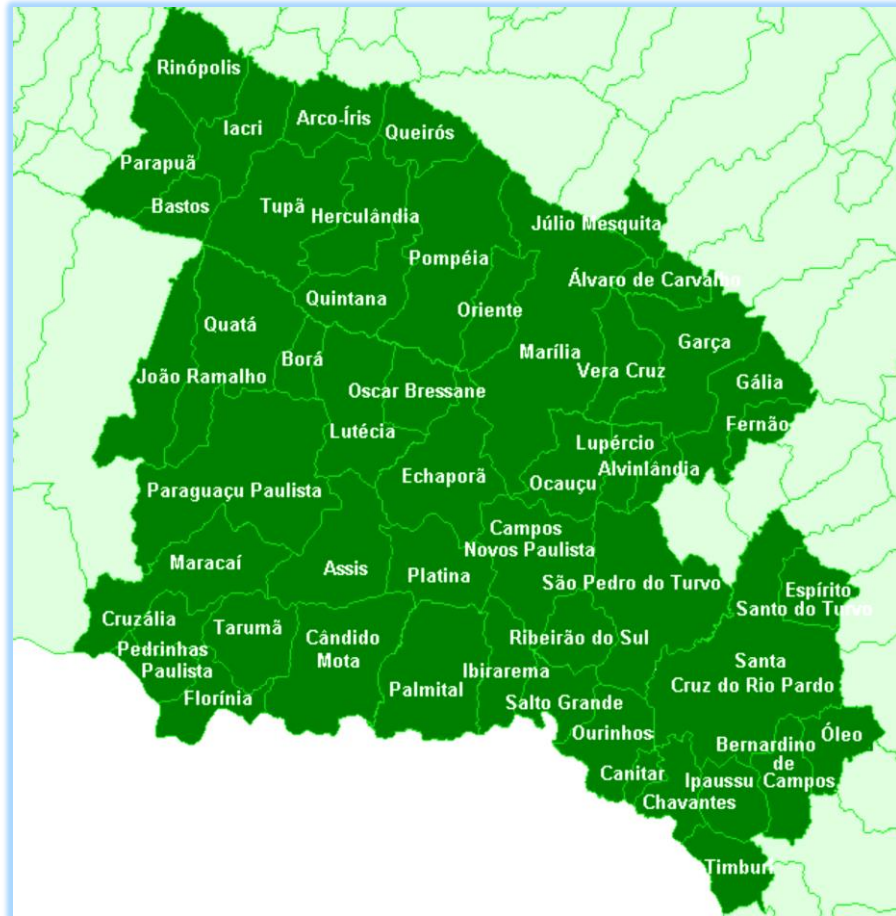 Rinópolis
Iacri
Arco-Íris
Queirós
Parapuã
Bastos
Tupã
Herculândia
Júlio Mesquita
Pompéia
Álvaro de Carvalho
Quintana
Oriente
Quatá
Garça
Borá
Marília
João Ramalho
Vera Cruz
Gália
Oscar Bressane
Fernão
Lutécia
Lupércio
Echaporã
Alvinlândia
Ocauçu
Paraguaçu Paulista
Campos
Novos Paulista
Maracaí
Assis
Platina
São Pedro do Turvo
Espírito
Santo do Turvo
Cruzália
Tarumã
Cândido
Mota
Ribeirão do Sul
Pedrinhas
Paulista
Santa
Cruz do Rio Pardo
Ibirarema
Palmital
Florínia
Salto Grande
Ourinhos
Óleo
Bernardino
de
Campos
Canitar
Ipaussu
Chavantes
Timburi